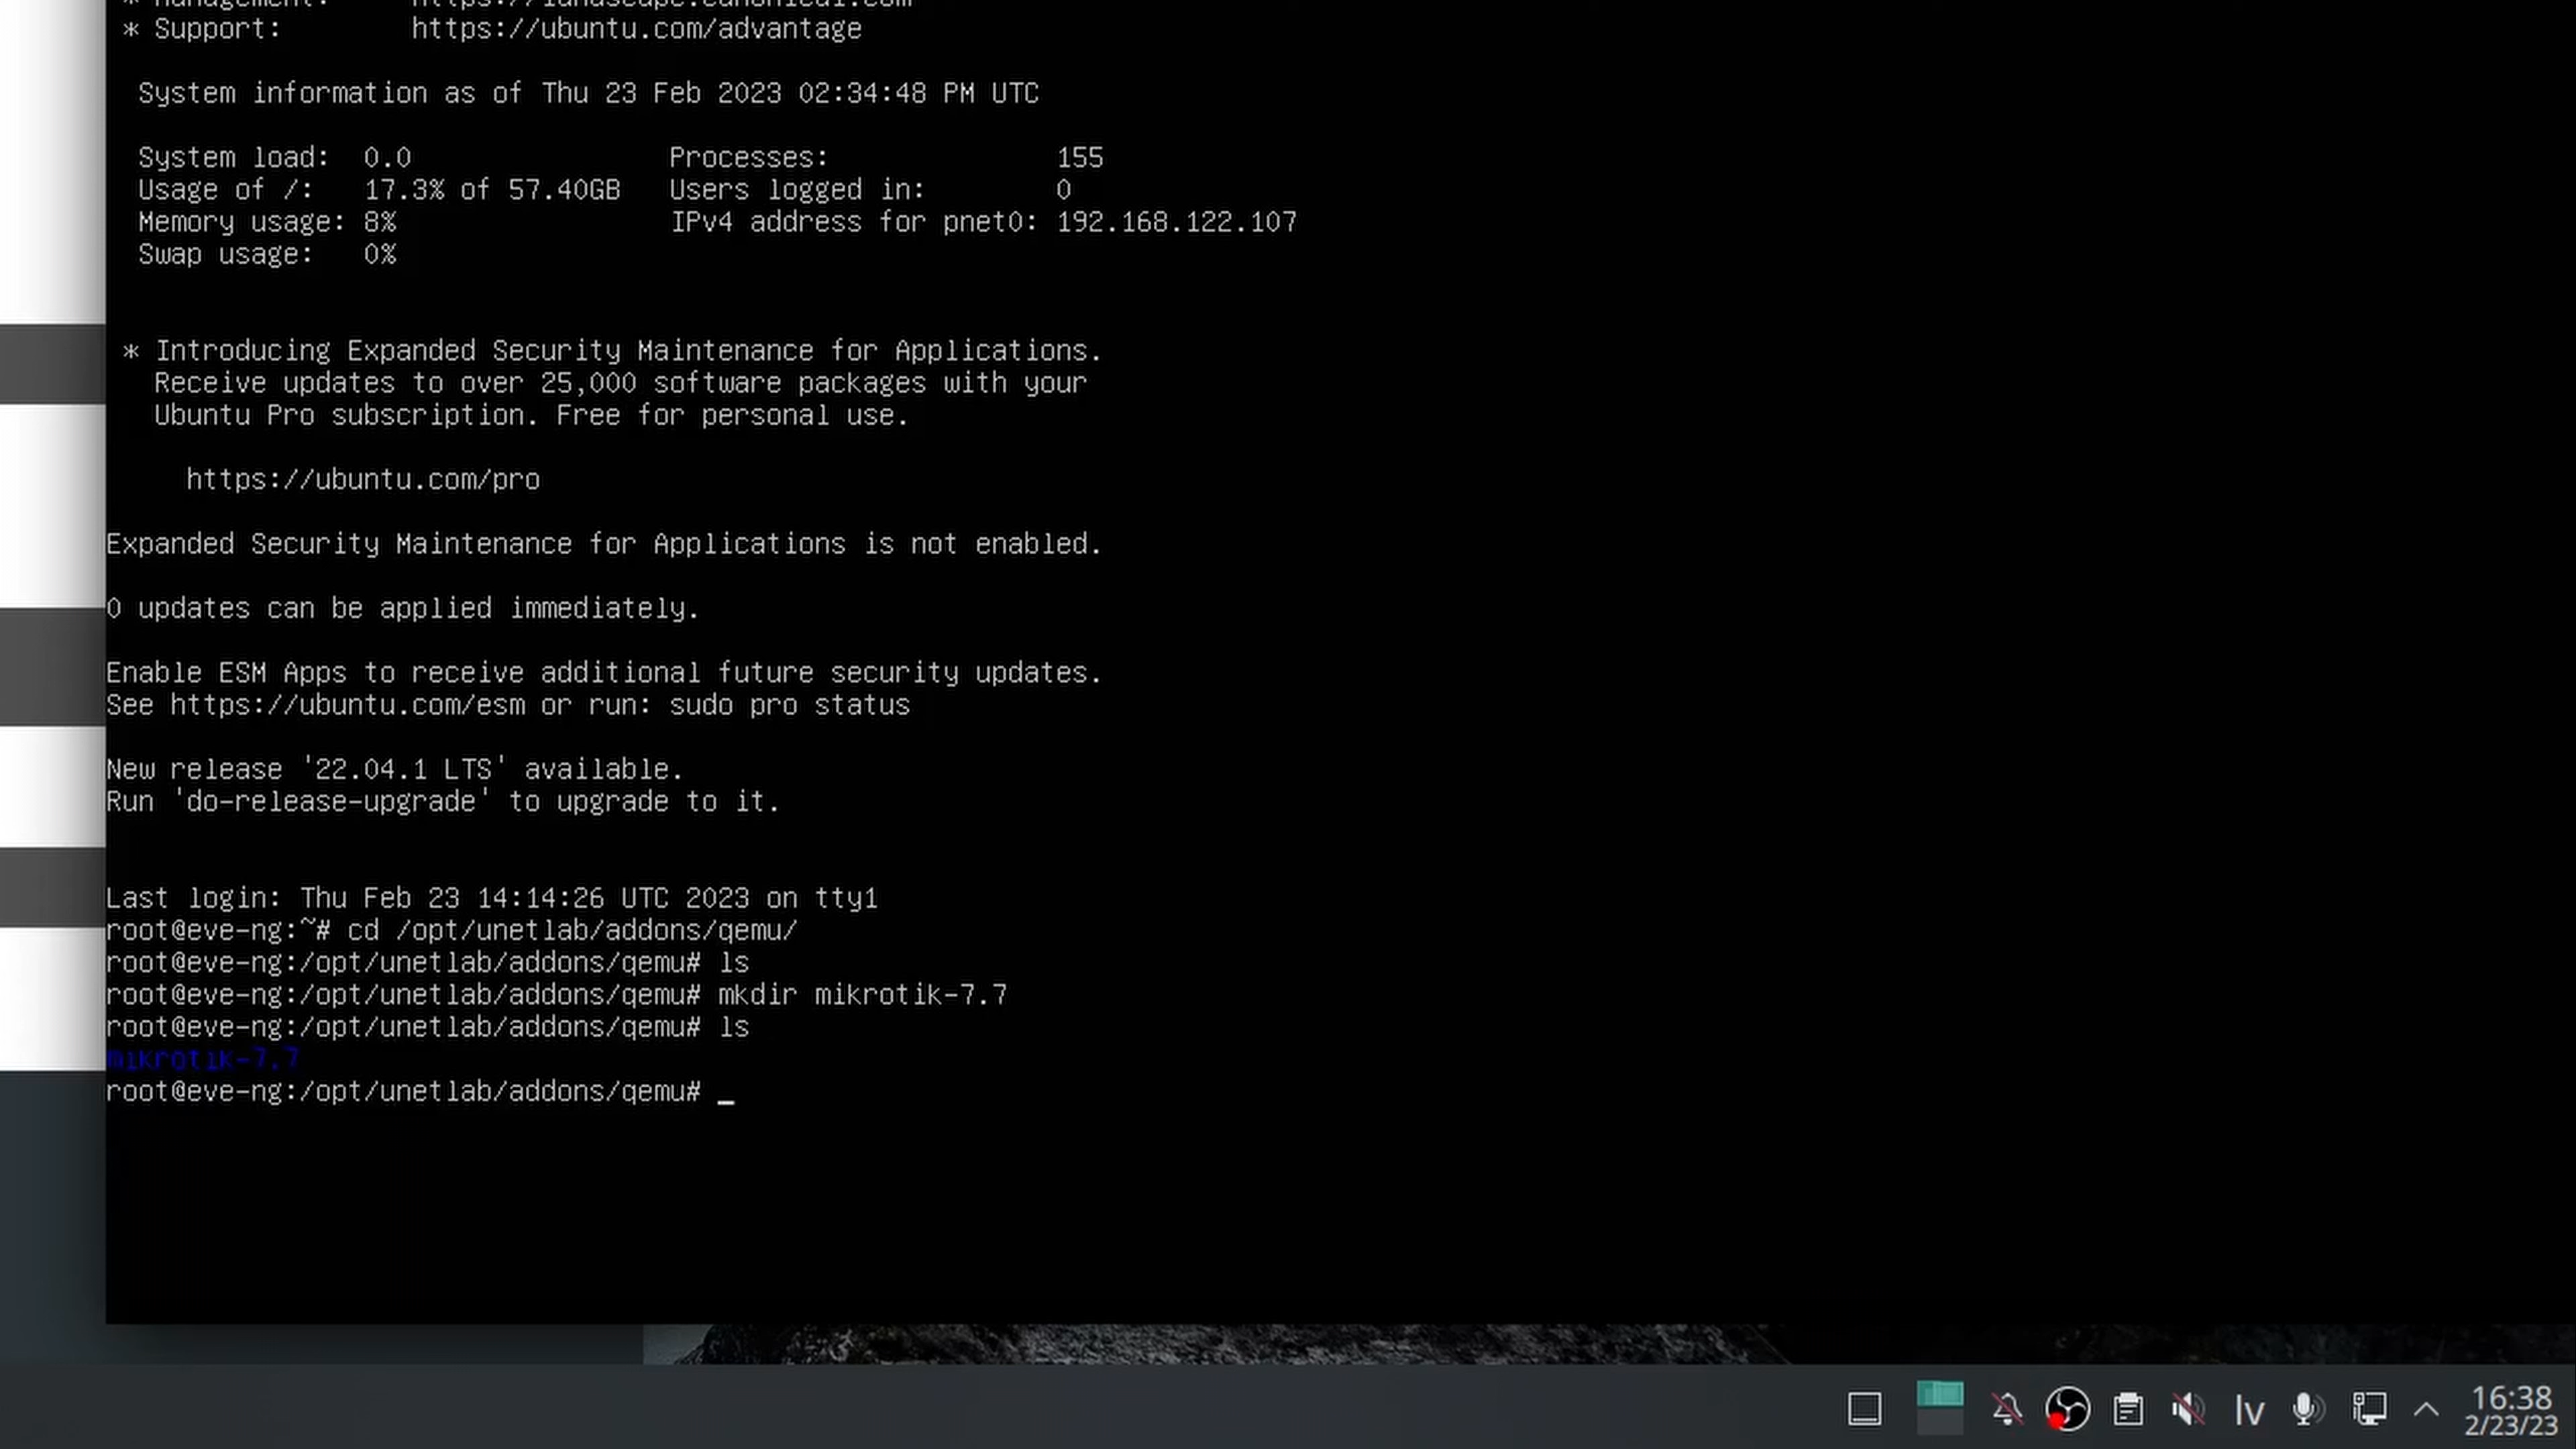 * Management: https://landscape.canonical.com
* Support: https://ubuntu.com/advantage
System information as of Thu 23 Feb 2023 02:34:48 PM UTC
System load: 0.0 Processes: 155
Usage of /: 17.3% of 57.40GB Users logged in: 0
Memory usage: 8% IPv4 address for pnet0: 192.168.122.107
Swap usage: 0%
* Introducing Expanded Security Maintenance for Applications.
Receive updates to over 25,000 software packages with your
Ubuntu Pro subscription. Free for personal use.
https://ubuntu.com/pro
Expanded Security Maintenance for Applications is not enabled.
0 updates can be applied immediately.
Enable ESM Apps to receive additional future security updates.
See https://ubuntu.com/esm or run: sudo pro status
New release '22.04.1 LTS' available.
Run 'do-release-upgrade' to upgrade to it.
Last login: Thu Feb 23 14:14:26 UTC 2023 on tty1
root@eve-ng:~# cd /opt/unetlab/addons/qemu/
root@eve-ng:/opt/unetlab/addons/qemu# ls
root@eve-ng:/opt/unetlab/addons/qemu# mkdir mikrotik-7.7
root@eve-ng:/opt/unetlab/addons/qemu# ls
mikrotik-7.7
root@eve-ng:/opt/unetlab/addons/qemu# _
lv
16:38
2/23/23